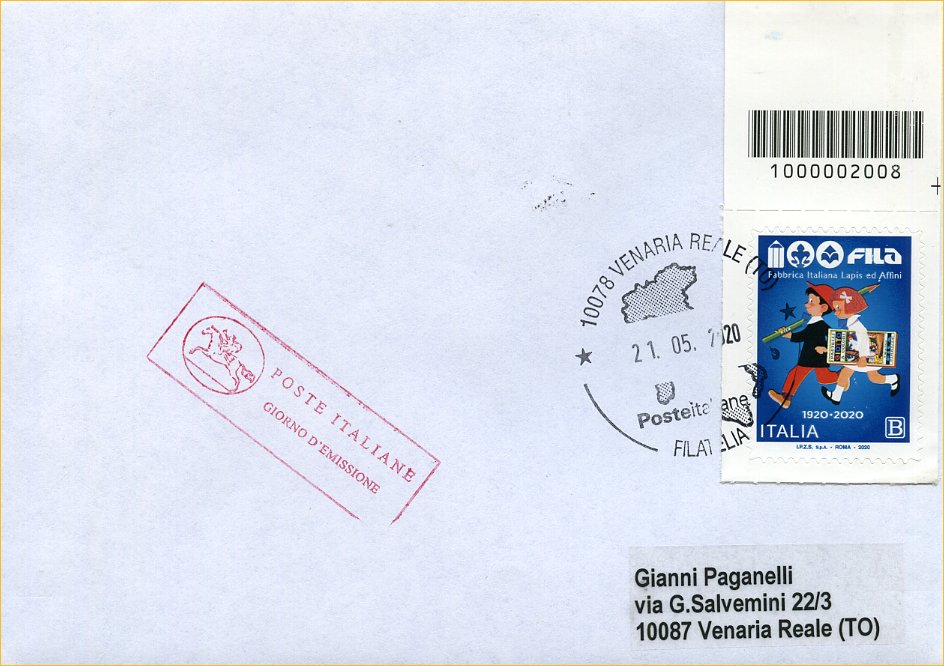 1000002008
FILA
Fabbrica Italiana Lapis ed Affini
1920-2020
ITALIA B
I.P.Z.S. S.p.A. - ROMA - 2020
10078 VENARIA REALE (TO)
21. 05. 2020
Posteitaliane
FILATELIA
POSTE ITALIANE
GIORNO D'EMISSIONE
Gianni Paganelli
via G.Salvemini 22/3
10087 Venaria Reale (TO)